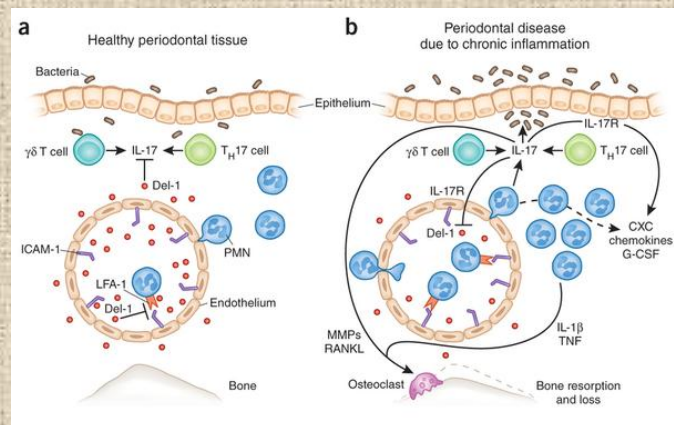 a
Healthy periodontal tissue
Bacteria
Epithelium
γδ T cell
IL-17
TH17 cell
Del-1
ICAM-1
PMN
LFA-1
Del-1
Endothelium
Bone
b
Periodontal disease
due to chronic inflammation
IL-17R
γδ T cell
IL-17
TH17 cell
IL-17R
Del-1
CXC
chemokines
G-CSF
MMPs
RANKL
IL-1β
TNF
Osteoclast
Bone resorption
and loss